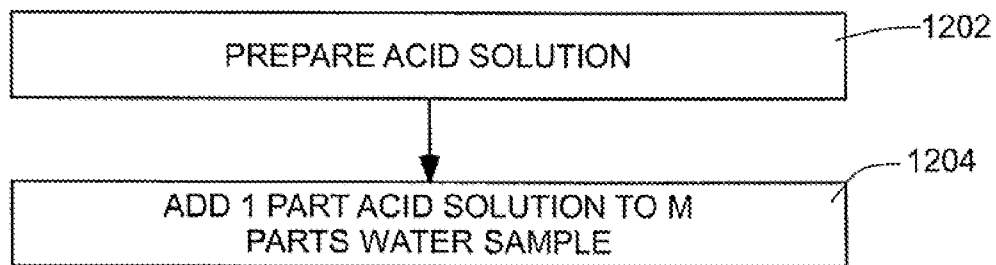 1202
PREPARE ACID SOLUTION
1204
ADD 1 PART ACID SOLUTION TO M
PARTS WATER SAMPLE